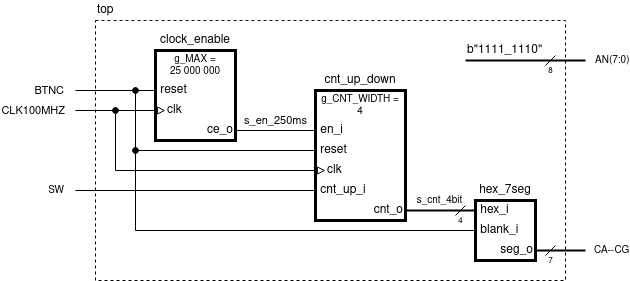 top
clock_enable
g_MAX =
25 000 000
reset
clk
ce_o
BTNC
CLK100MHZ
SW
s_en_250ms
cnt_up_down
g_CNT_WIDTH =
4
en_i
reset
clk
cnt_up_i
cnt_o
s_cnt_4bit
4
hex_7seg
hex_i
blank_i
seg_o
b"1111_1110"
8
AN(7:0)
7
CA--CG